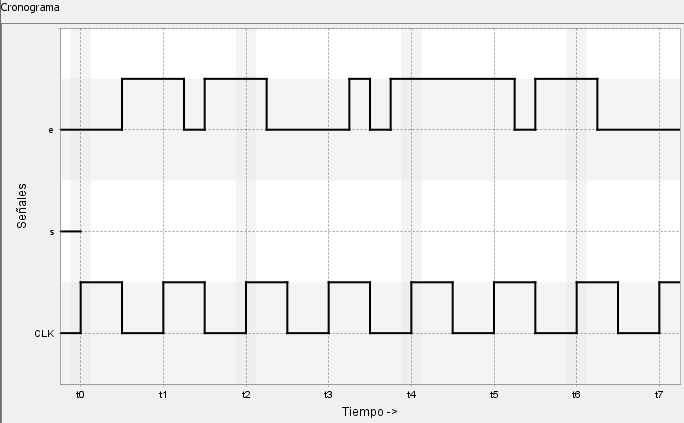 Cronograma
e
Señales
s
CLK
t0 t1 t2 t3 t4 t5 t6 t7
Tiempo ->